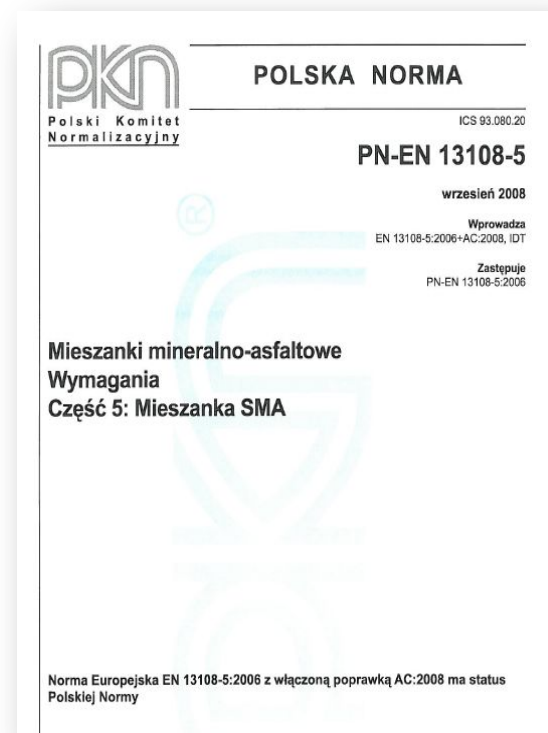 pkn
Polski Komitet
Normalizacyjny
POLSKA NORMA
ICS 93.080.20
PN-EN 13108-5
wrzesień 2008
Wprowadza
EN 13108-5:2006+AC:2008, IDT
Zastępuje
PN-EN 13108-5:2006
®
Mieszanki mineralno-asfaltowe
Wymagania
Część 5: Mieszanka SMA
Norma Europejska EN 13108-5:2006 z włączoną poprawką AC:2008 ma status
Polskiej Normy